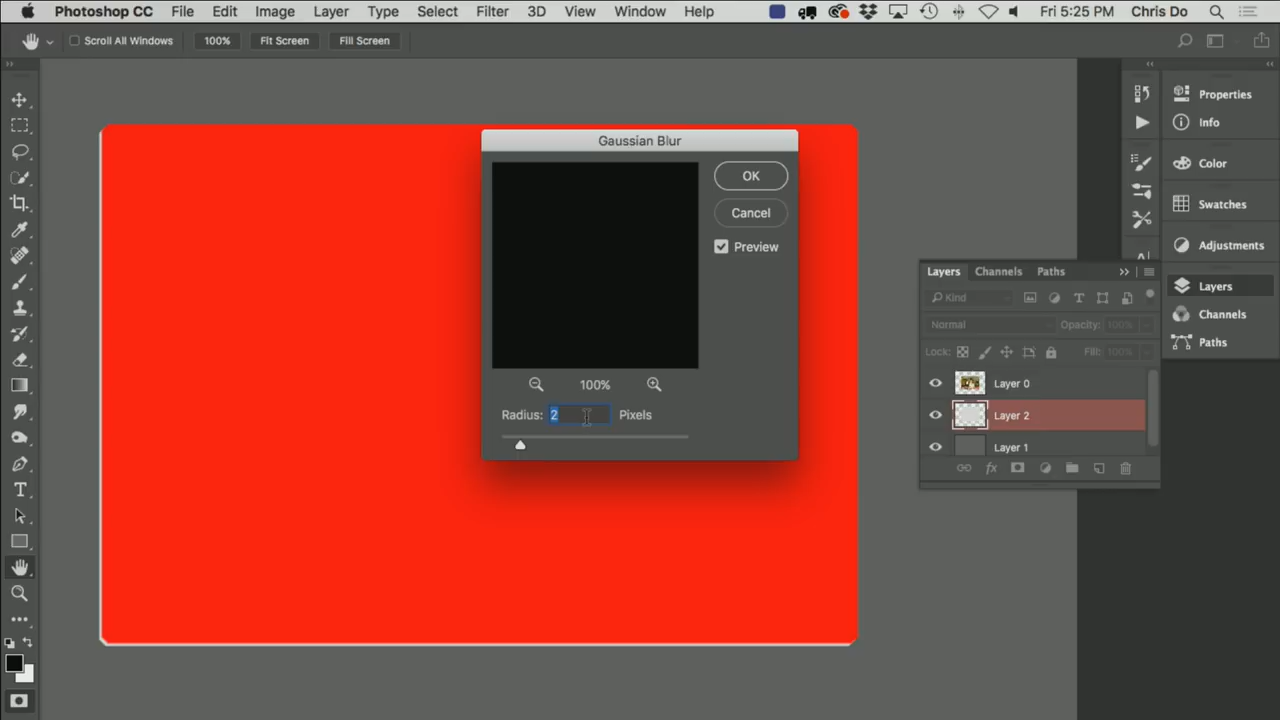 Photoshop CC File Edit Image Layer Type Select Filter 3D View Window Help Fri 5:25 PM Chris Do
Scroll All Windows 100% Fit Screen Fill Screen
Gaussian Blur
OK
Cancel
Preview
100%
Radius: 2 Pixels
Properties
Info
Color
Swatches
Adjustments
Layers
Channels
Paths
Layers Channels Paths
Kind
Normal Opacity: 100%
Lock: Fill: 100%
Layer 0
Layer 2
Layer 1
fx